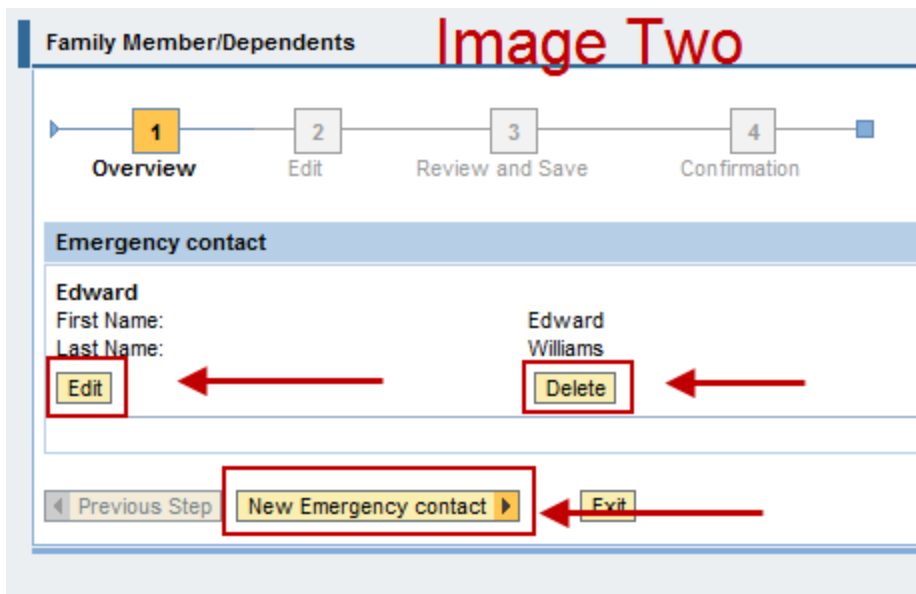 Family Member/Dependents
Image Two
1 2 3 4
Overview Edit Review and Save Confirmation
Emergency contact
Edward
First Name: Edward
Last Name: Williams
Edit Delete
Previous Step New Emergency contact Exit